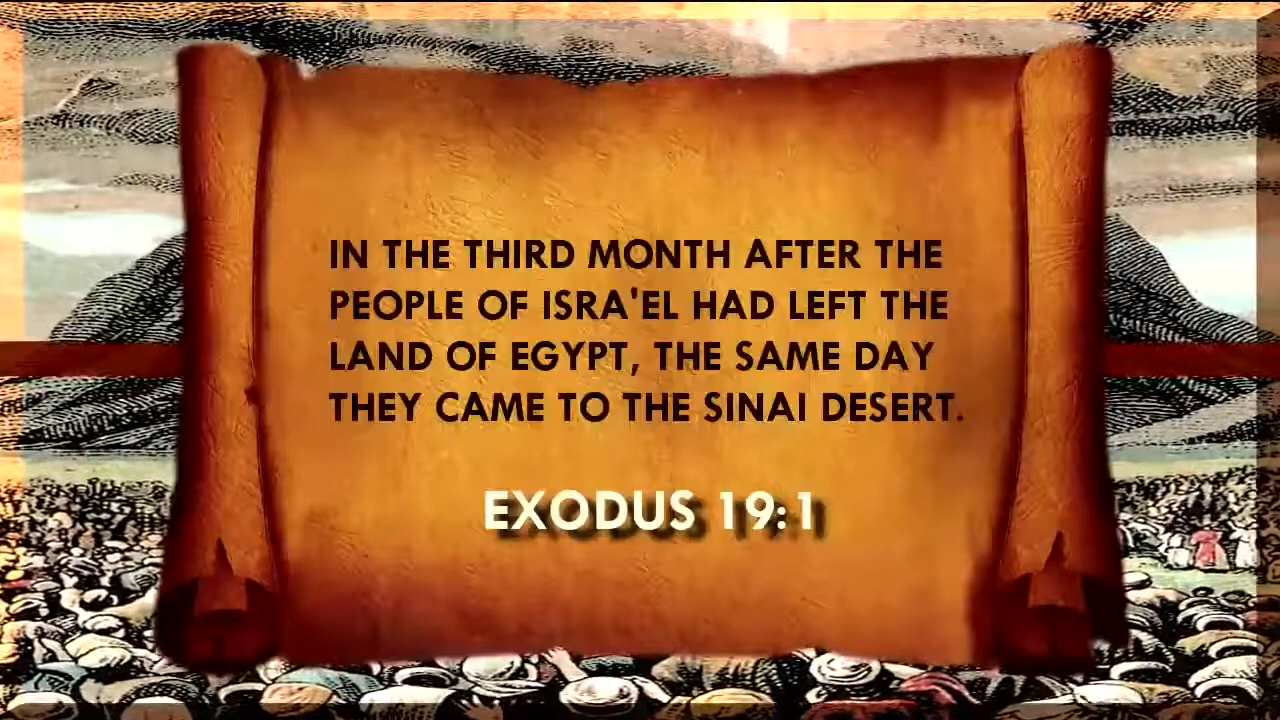 IN THE THIRD MONTH AFTER THE
PEOPLE OF ISRA'EL HAD LEFT THE
LAND OF EGYPT, THE SAME DAY
THEY CAME TO THE SINAI DESERT.
EXODUS 19:1